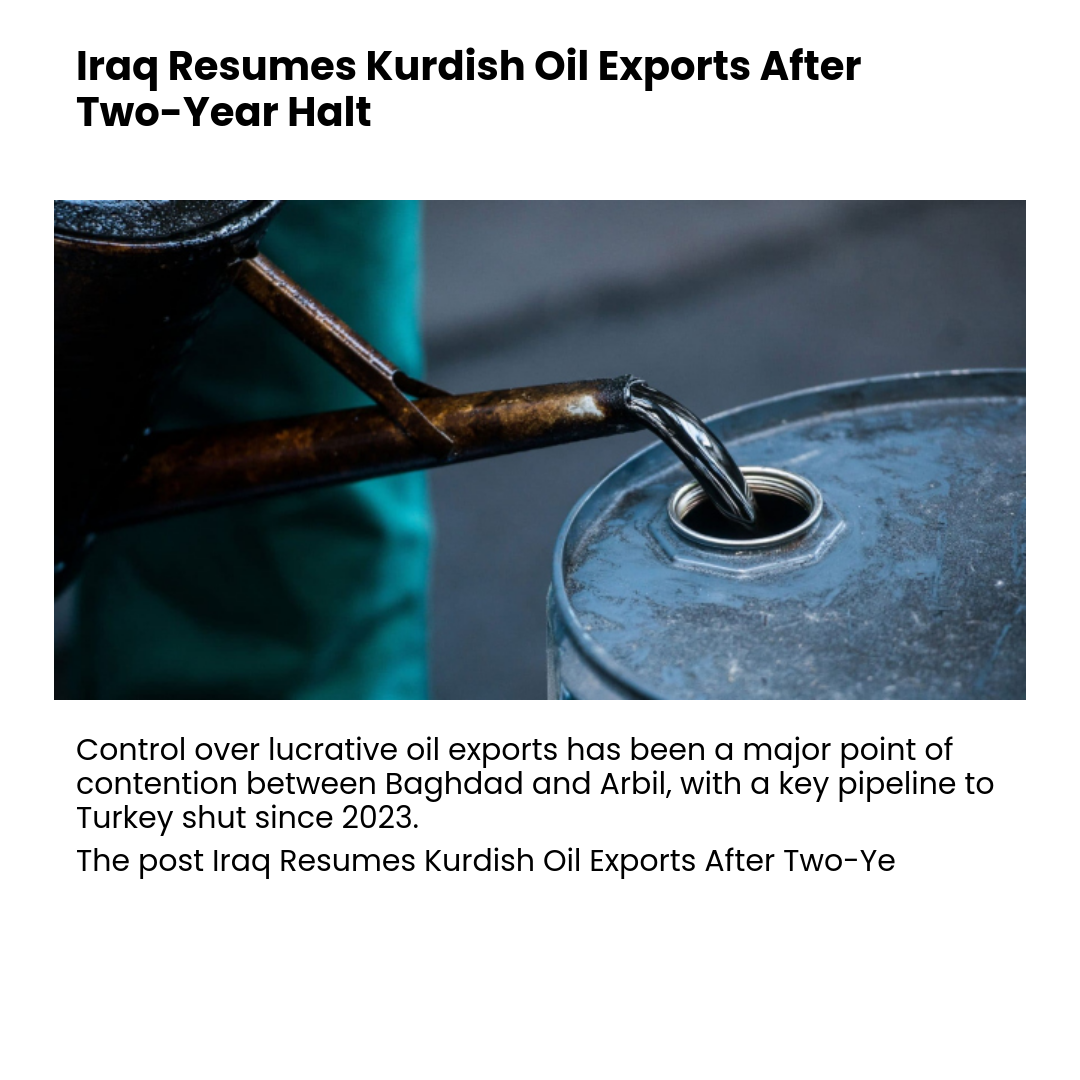 Iraq Resumes Kurdish Oil Exports After
Two-Year Halt
Control over lucrative oil exports has been a major point of
contention between Baghdad and Arbil, with a key pipeline to
Turkey shut since 2023.
The post Iraq Resumes Kurdish Oil Exports After Two-Ye